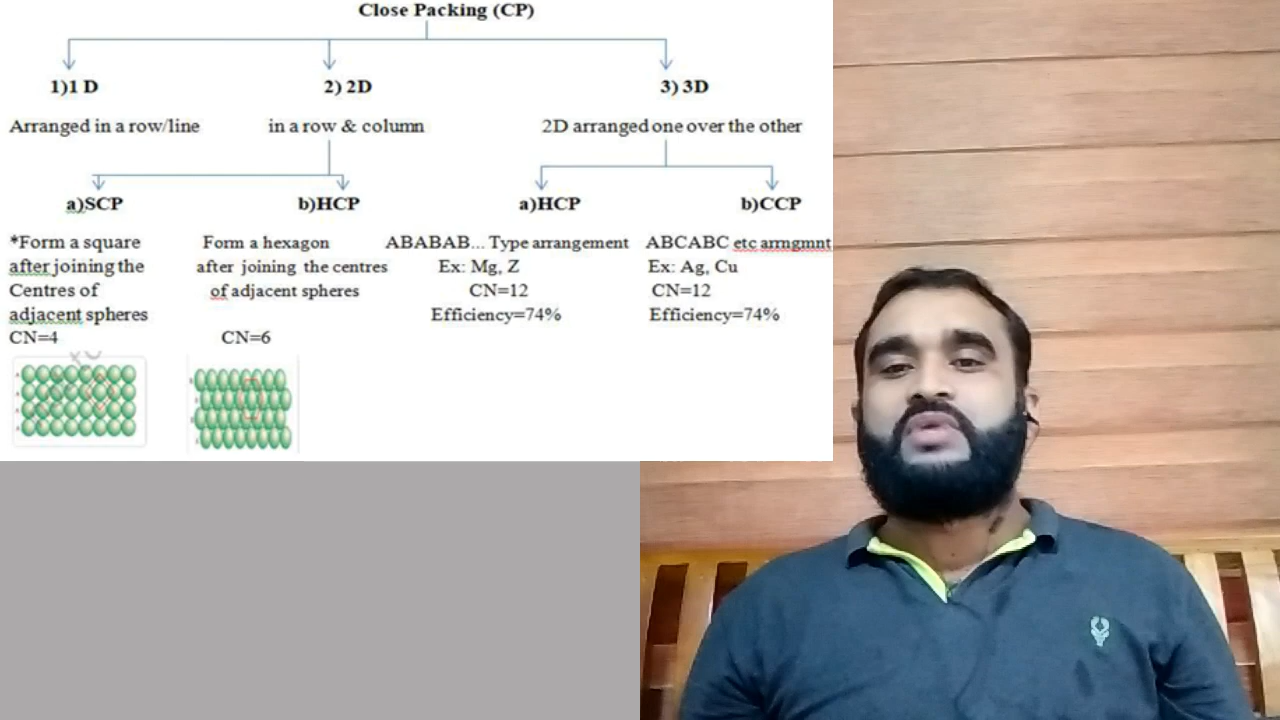 Close Packing (CP)
1)1 D
2) 2D
3) 3D
Arranged in a row/line
in a row & column
2D arranged one over the other
a)SCP
b)HCP
a)HCP
b)CCP
*Form a square
after joining the
Centres of
adjacent spheres
CN=4
Form a hexagon
after joining the centres
of adjacent spheres
CN=6
ABABAB... Type arrangement
Ex: Mg, Z
CN=12
Efficiency=74%
ABCABC etc arrngmnt
Ex: Ag, Cu
CN=12
Efficiency=74%